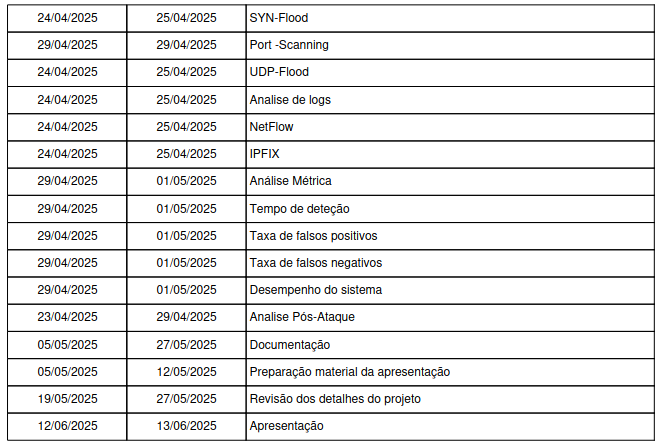 24/04/2025 25/04/2025 SYN-Flood
29/04/2025 29/04/2025 Port -Scanning
24/04/2025 25/04/2025 UDP-Flood
24/04/2025 25/04/2025 Analise de logs
24/04/2025 25/04/2025 NetFlow
24/04/2025 25/04/2025 IPFIX
29/04/2025 01/05/2025 Análise Métrica
29/04/2025 01/05/2025 Tempo de deteção
29/04/2025 01/05/2025 Taxa de falsos positivos
29/04/2025 01/05/2025 Taxa de falsos negativos
29/04/2025 01/05/2025 Desempenho do sistema
23/04/2025 29/04/2025 Analise Pós-Ataque
05/05/2025 27/05/2025 Documentação
05/05/2025 12/05/2025 Preparação material da apresentação
19/05/2025 27/05/2025 Revisão dos detalhes do projeto
12/06/2025 13/06/2025 Apresentação